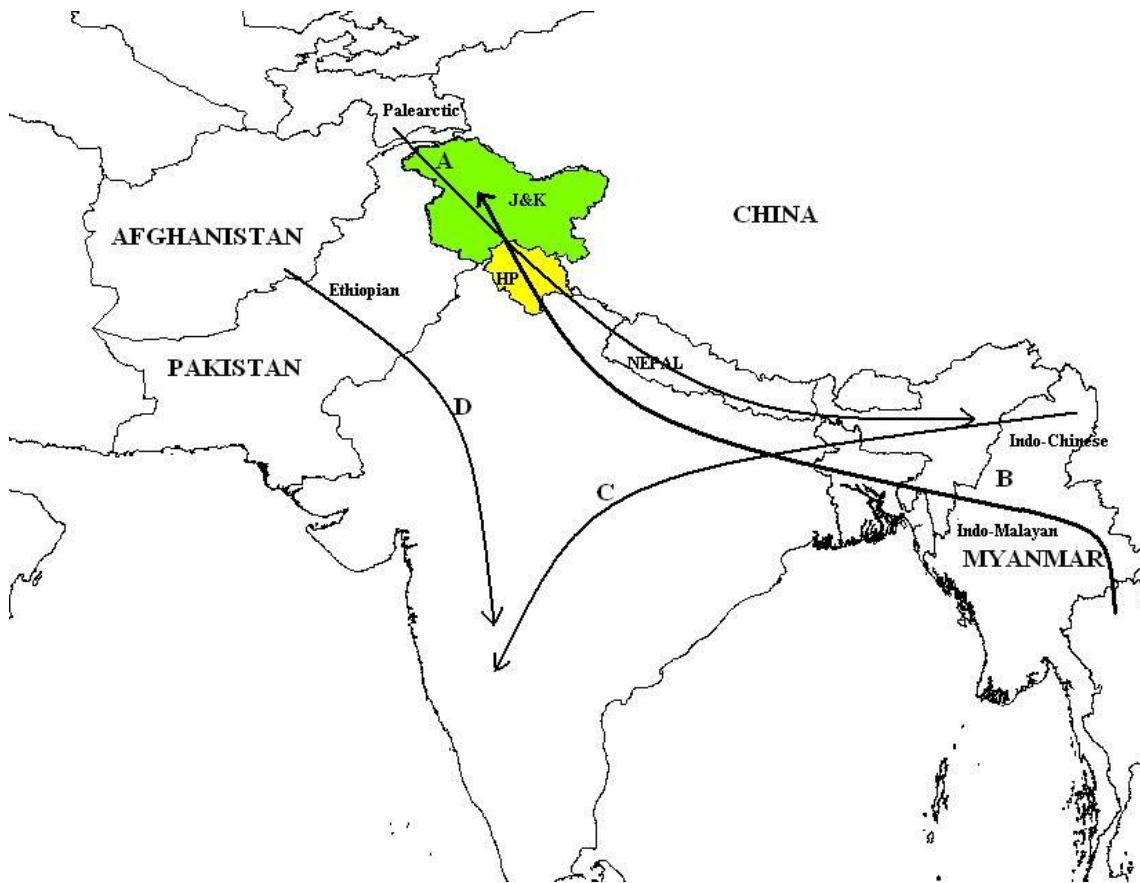 Palearctic
A
J&K
CHINA
AFGHANISTAN
HP
Ethiopian
PAKISTAN
NEPAL
D
Indo-Chinese
B
C
Indo-Malayan
MYANMAR